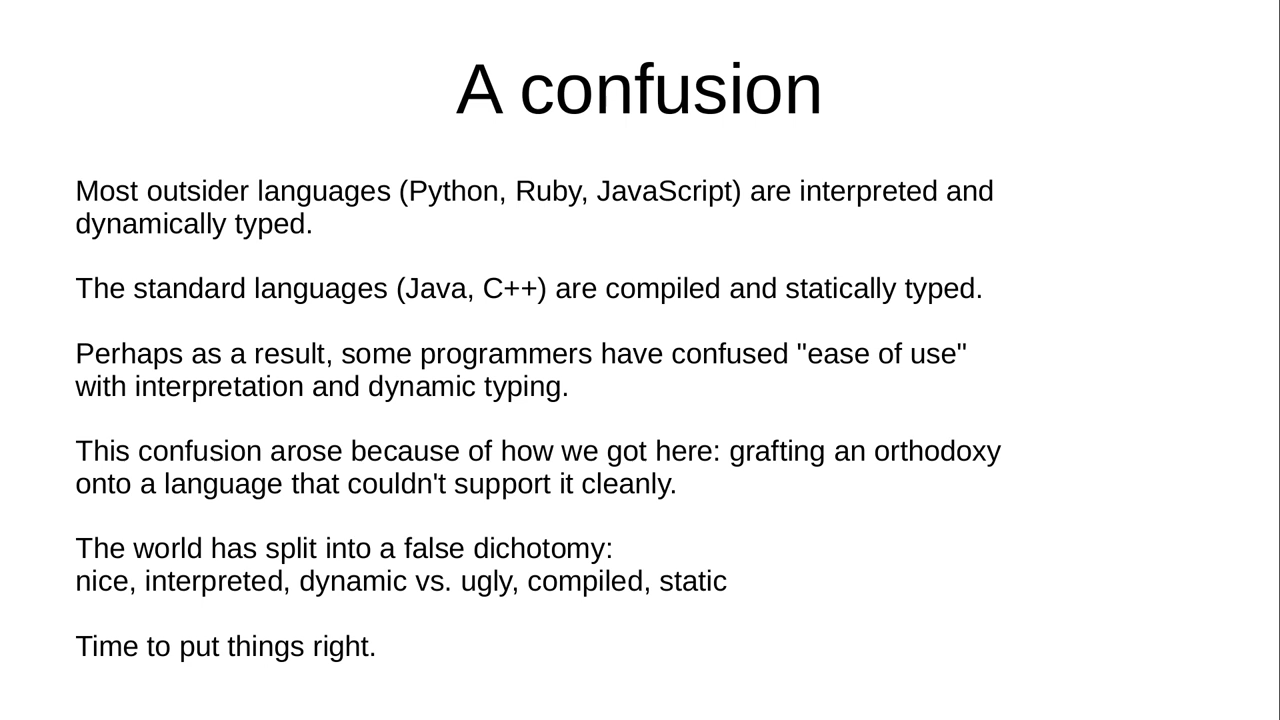 A confusion
Most outsider languages (Python, Ruby, JavaScript) are interpreted and
dynamically typed.
The standard languages (Java, C++) are compiled and statically typed.
Perhaps as a result, some programmers have confused "ease of use"
with interpretation and dynamic typing.
This confusion arose because of how we got here: grafting an orthodoxy
onto a language that couldn't support it cleanly.
The world has split into a false dichotomy:
nice, interpreted, dynamic vs. ugly, compiled, static
Time to put things right.